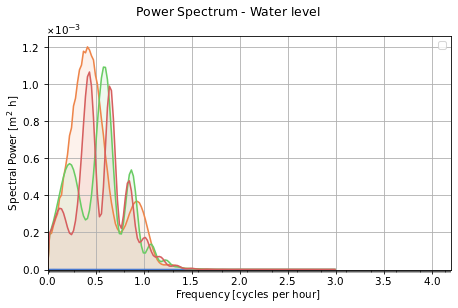 Power Spectrum - Water level
×10⁻³
1.2
1.0
0.8
0.6
0.4
0.2
0.0
Spectral Power [m² h]
0.0 0.5 1.0 1.5 2.0 2.5 3.0 3.5 4.0
Frequency [cycles per hour]